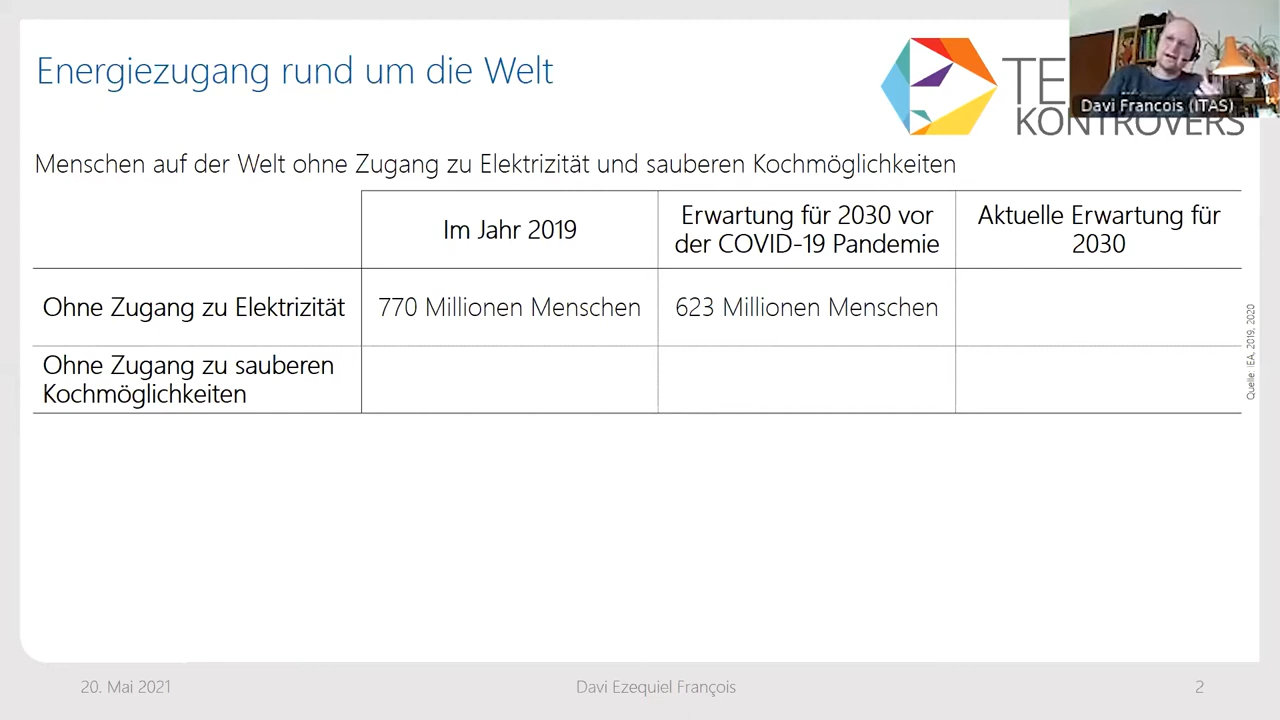 Energiezugang rund um die Welt
TE
KONTROVERS
Davi Francois (ITAS)
Menschen auf der Welt ohne Zugang zu Elektrizität und sauberen Kochmöglichkeiten
Im Jahr 2019
Erwartung für 2030 vor
der COVID-19 Pandemie
Aktuelle Erwartung für
2030
Ohne Zugang zu Elektrizität
770 Millionen Menschen
623 Millionen Menschen
Ohne Zugang zu sauberen
Kochmöglichkeiten
Quelle: IEA, 2019, 2020
20. Mai 2021
Davi Ezequiel François
2